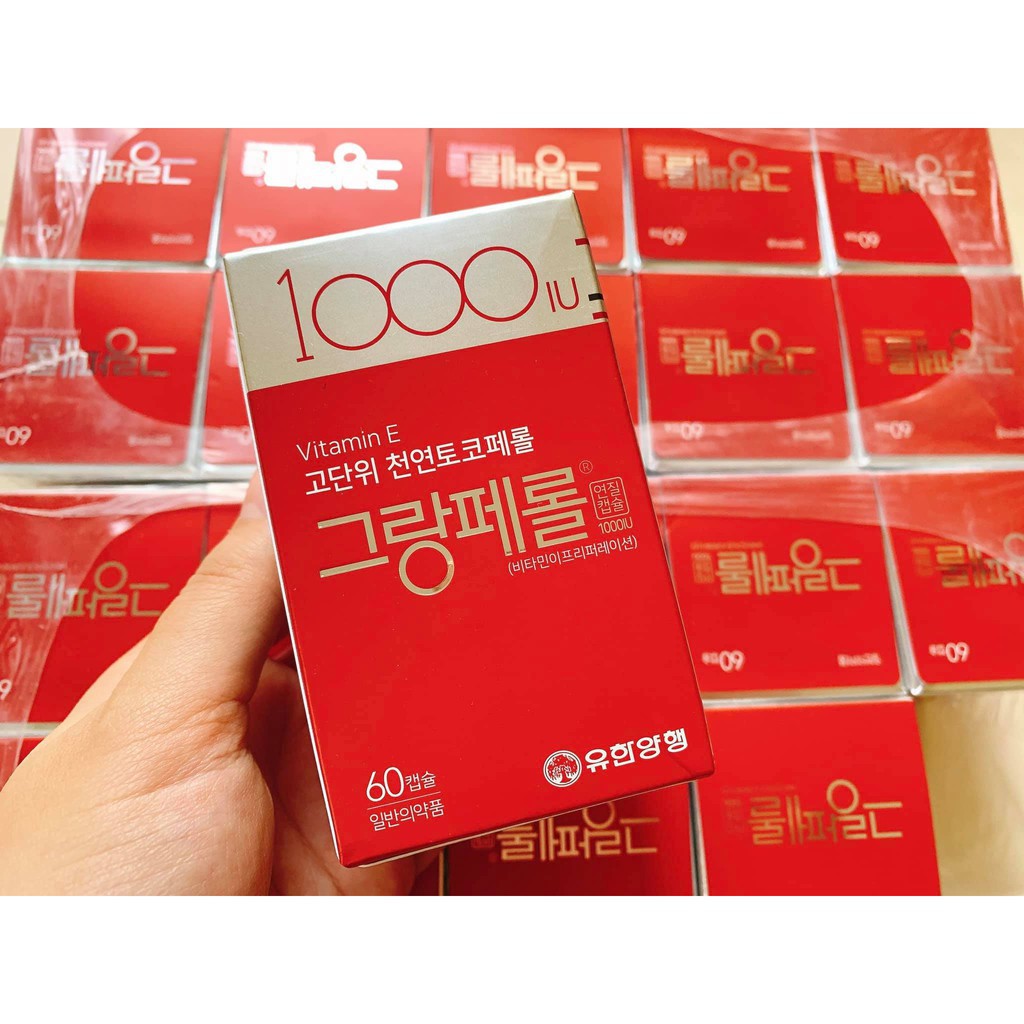 1000IU
Vitamin E
고단위 천연토코페롤
그랑페롤®
연질
캡슐
1000IU
(비타민이프리퍼레이션)
유한양행
60캡슐
일반의약품